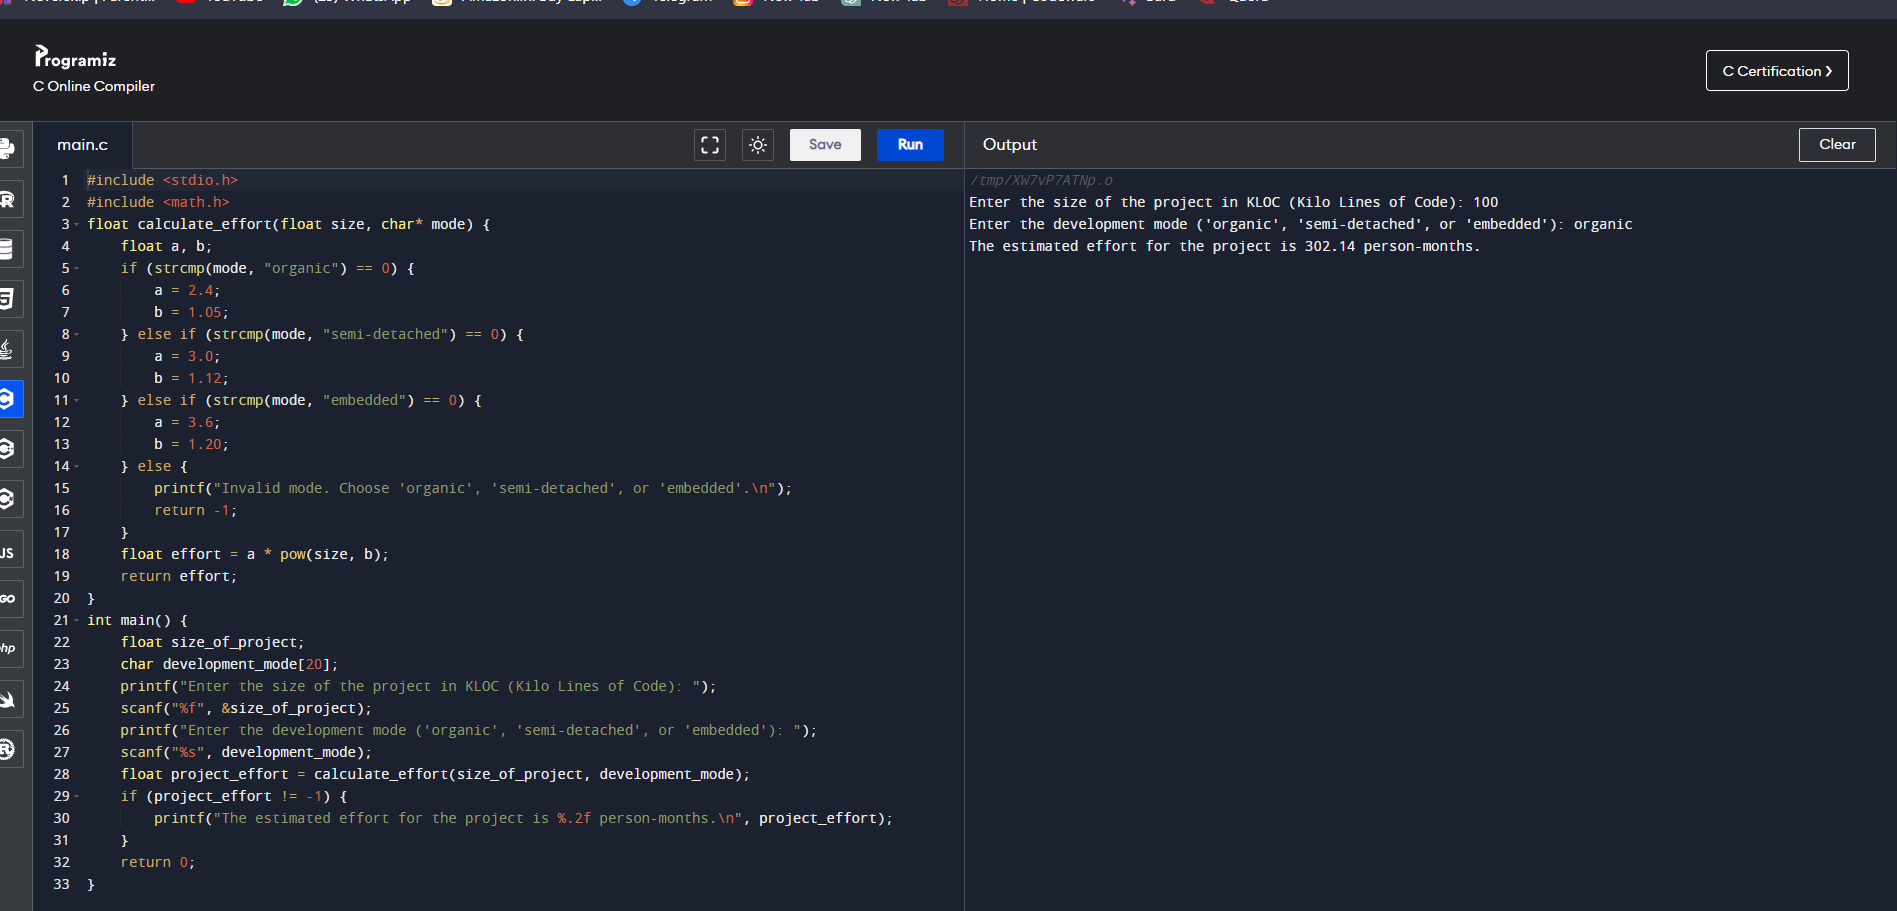 YouTube
Telegram
New Tab
New Tab
Quora
Programiz
C Online Compiler
C Certification ❯
main.c
Save
Run
Output
Clear
1 #include <stdio.h>
2 #include <math.h>
3 float calculate_effort(float size, char* mode) {
4     float a, b;
5     if (strcmp(mode, "organic") == 0) {
6         a = 2.4;
7         b = 1.05;
8     } else if (strcmp(mode, "semi-detached") == 0) {
9         a = 3.0;
10         b = 1.12;
11     } else if (strcmp(mode, "embedded") == 0) {
12         a = 3.6;
13         b = 1.20;
14     } else {
15         printf("Invalid mode. Choose 'organic', 'semi-detached', or 'embedded'.\n");
16         return -1;
17     }
18     float effort = a * pow(size, b);
19     return effort;
20 }
21 int main() {
22     float size_of_project;
23     char development_mode[20];
24     printf("Enter the size of the project in KLOC (Kilo Lines of Code): ");
25     scanf("%f", &size_of_project);
26     printf("Enter the development mode ('organic', 'semi-detached', or 'embedded'): ");
27     scanf("%s", development_mode);
28     float project_effort = calculate_effort(size_of_project, development_mode);
29     if (project_effort != -1) {
30         printf("The estimated effort for the project is %.2f person-months.\n", project_effort);
31     }
32     return 0;
33 }
/tmp/XW7vP7ATNp.o
Enter the size of the project in KLOC (Kilo Lines of Code): 100
Enter the development mode ('organic', 'semi-detached', or 'embedded'): organic
The estimated effort for the project is 302.14 person-months.
JS
GO
php